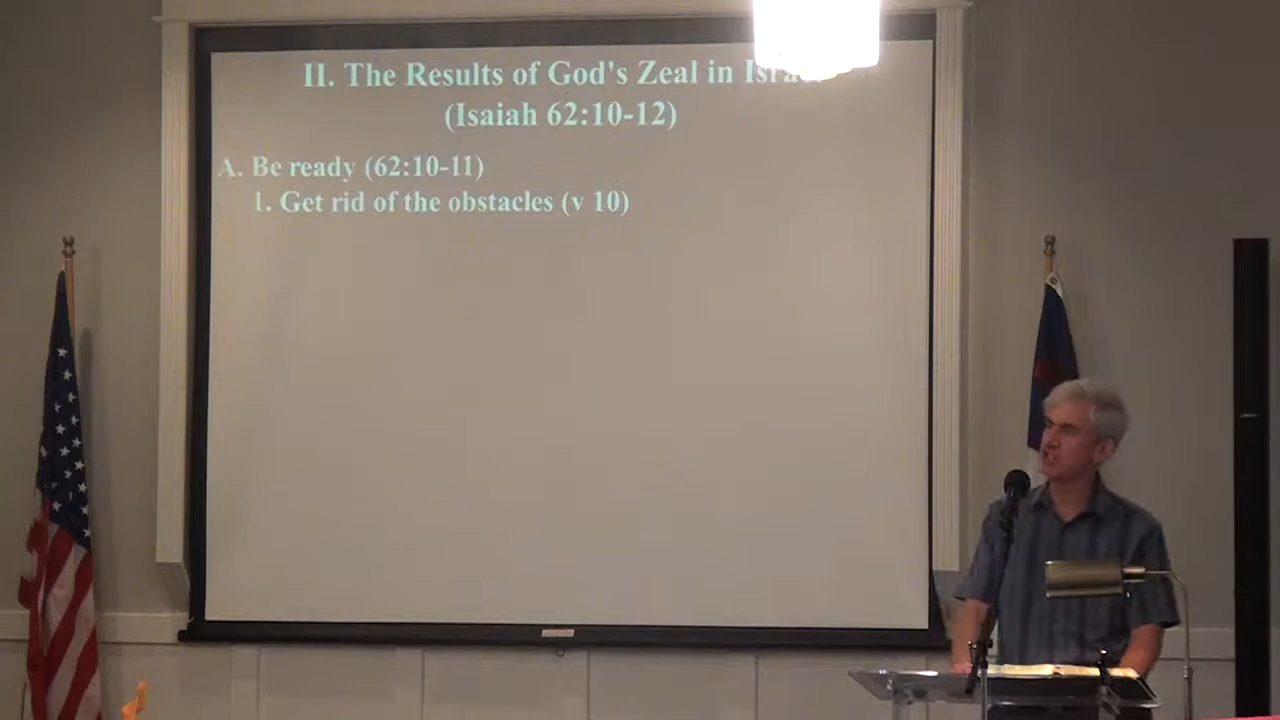 II. The Results of God's Zeal in
(Isaiah 62:10-12)
A. Be ready (62:10-11)
1. Get rid of the obstacles (v 10)